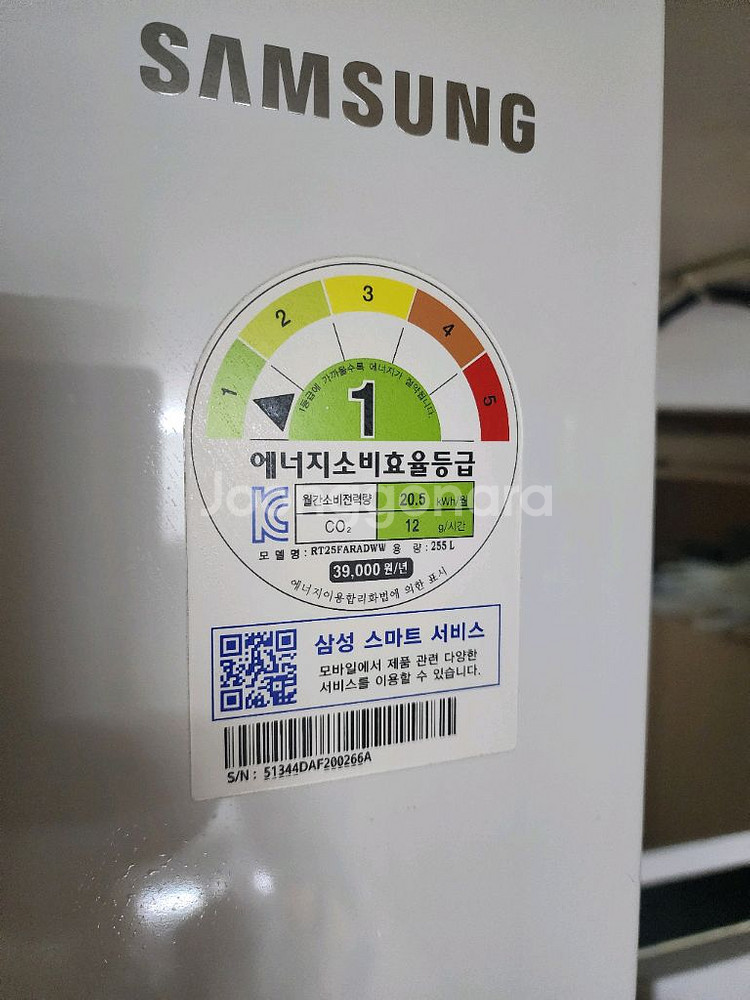 SAMSUNG
1 2 3 4 5
1등급에 가까울수록 에너지가 절약됩니다.
1
에너지소비효율등급
월간소비전력량 20.5 kWh/월
CO₂ 12 g/시간
모델명 : RT25FARADWW 용 량 : 255 L
39,000 원/년
에너지이용합리화법에 의한 표시
Joonggonara
삼성 스마트 서비스
모바일에서 제품 관련 다양한
서비스를 이용할 수 있습니다.
S/N : 51344DAF200266A